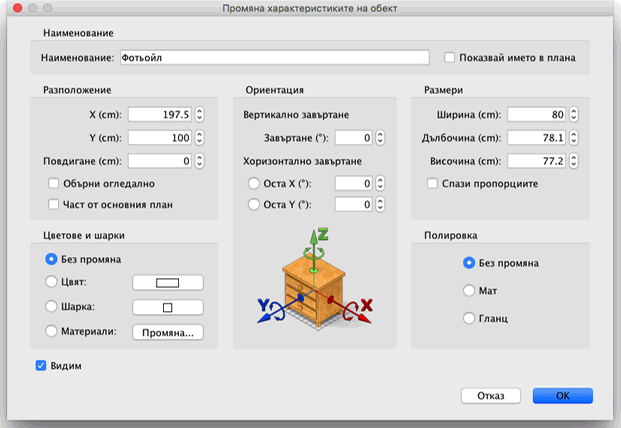 Промяна характеристиките на обект
Наименование
Наименование: Фотьойл
Показвай името в плана
Разположение
X (cm): 197.5
Y (cm): 100
Повдигане (cm): 0
Обърни огледално
Част от основния план
Ориентация
Вертикално завъртане
Завъртане (°): 0
Хоризонтално завъртане
Оста X (°): 0
Оста Y (°): 0
Z
Y
X
Размери
Ширина (cm): 80
Дълбочина (cm): 78.1
Височина (cm): 77.2
Спази пропорциите
Цветове и шарки
Без промяна
Цвят:
Шарка:
Материали: Промяна...
Полировка
Без промяна
Мат
Гланц
Видим
Отказ
OK